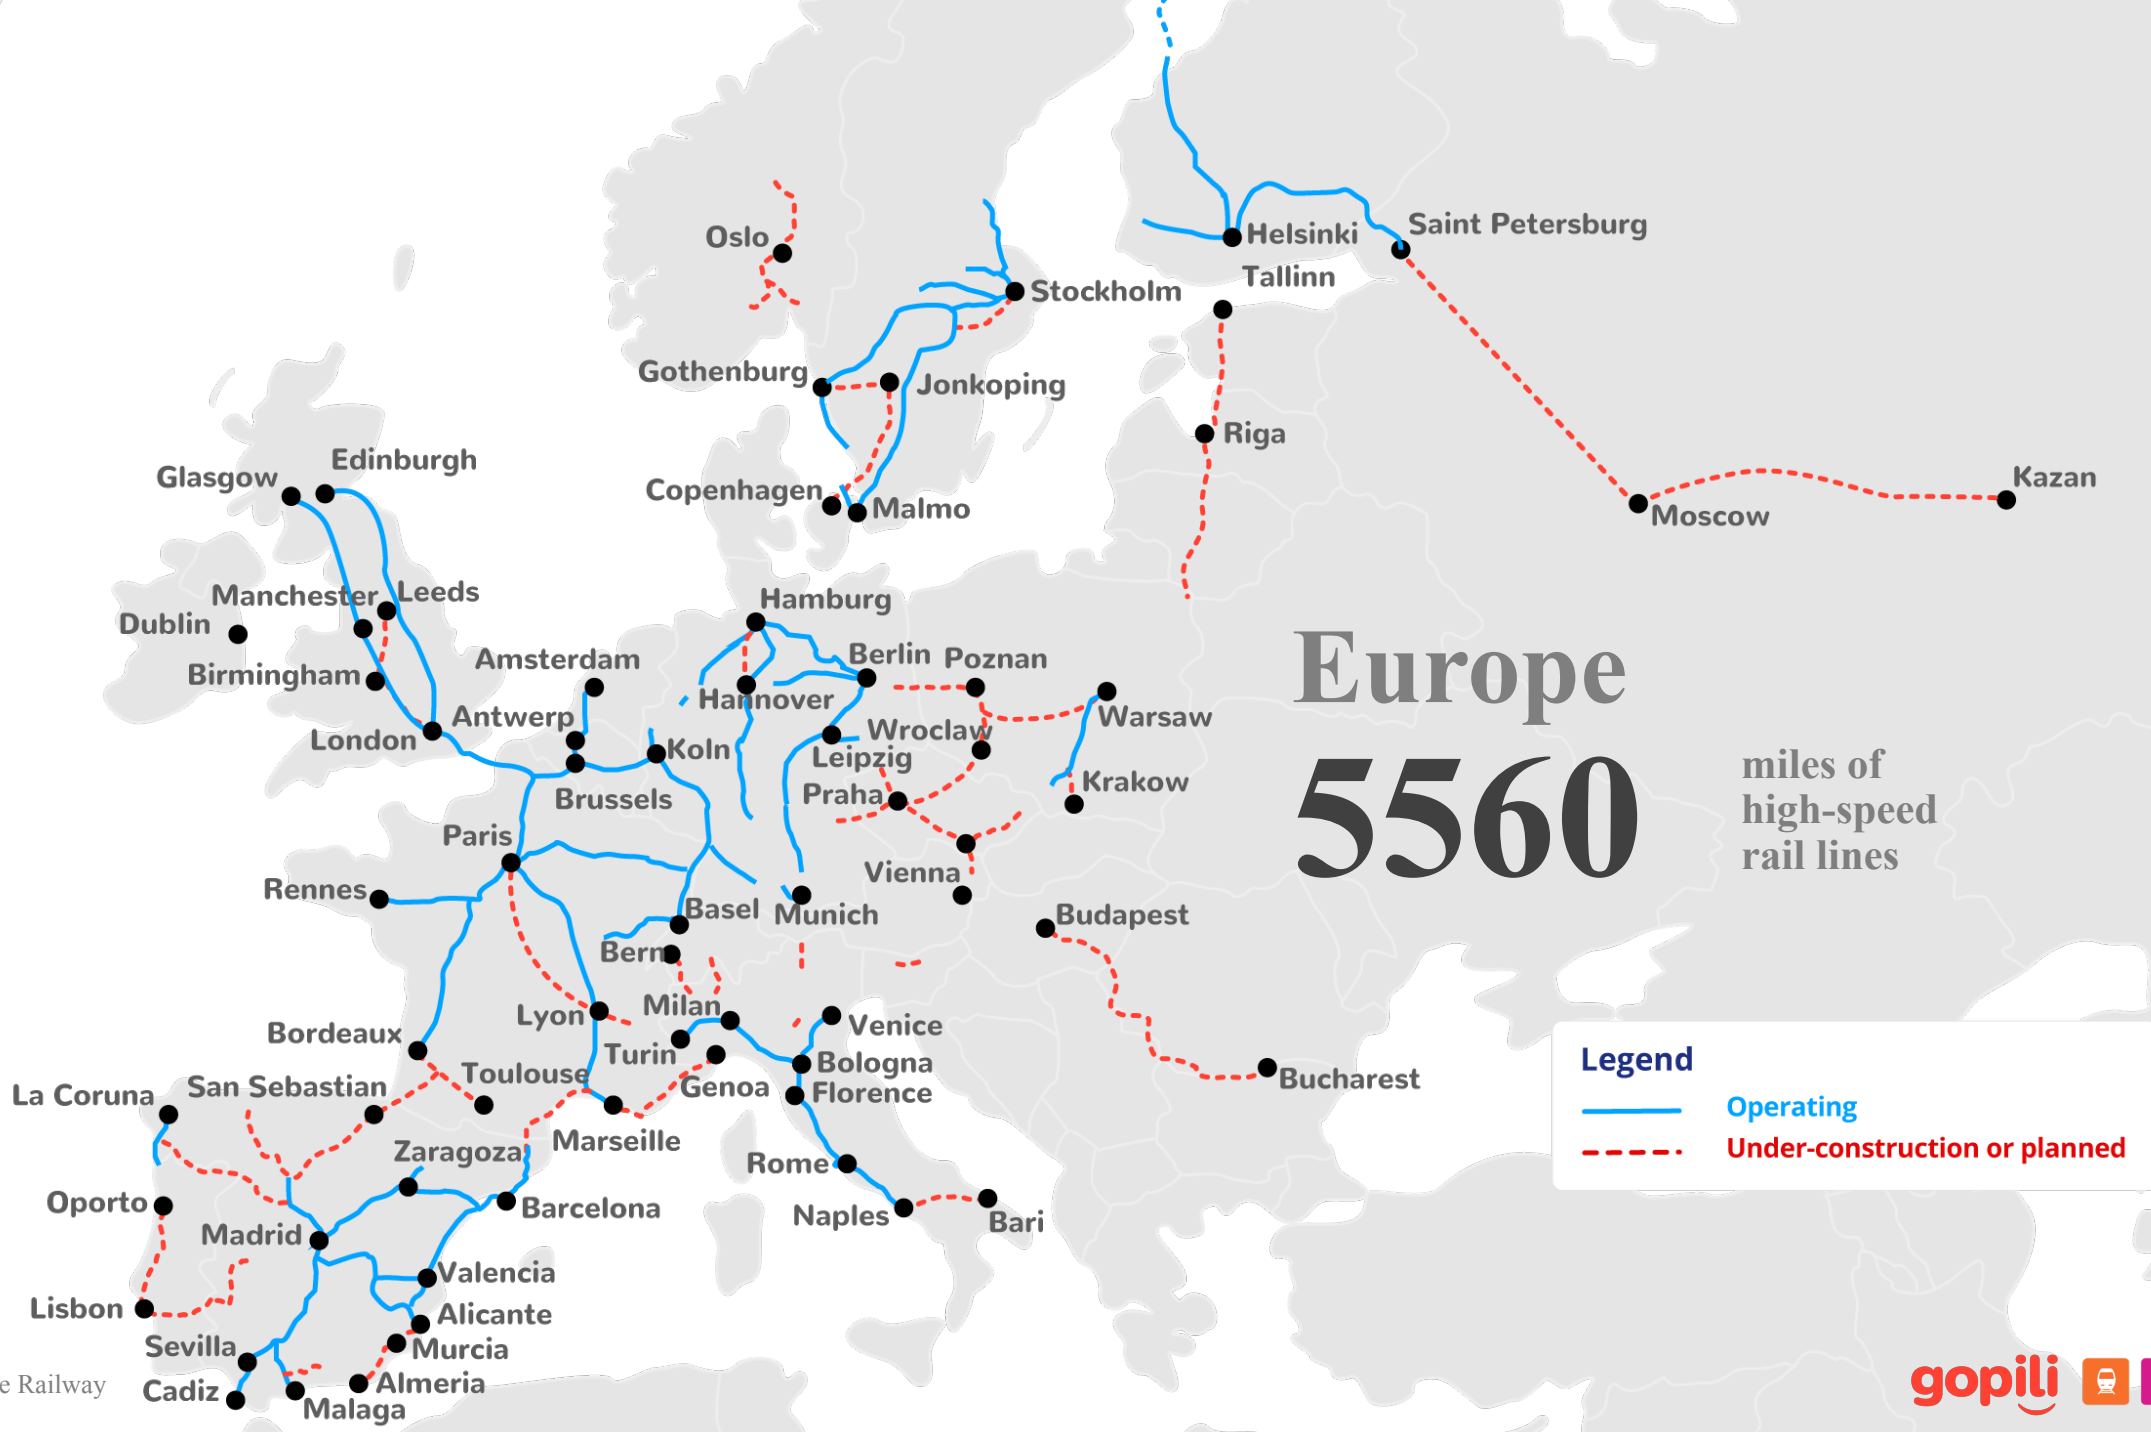 Oslo
Helsinki
Saint Petersburg
Tallinn
Stockholm
Gothenburg
Jonkoping
Riga
Edinburgh
Glasgow
Copenhagen
Malmo
Kazan
Moscow
Manchester
Leeds
Hamburg
Dublin
Amsterdam
Berlin
Poznan
Birmingham
Hannover
Antwerp
Warsaw
Wroclaw
London
Koln
Leipzig
Europe
5560
miles of
high-speed
rail lines
Brussels
Praha
Krakow
Paris
Vienna
Rennes
Basel
Munich
Budapest
Bern
Lyon
Milan
Venice
Bordeaux
Turin
Bologna
Toulouse
Genoa
Florence
Bucharest
La Coruna
San Sebastian
Marseille
Zaragoza
Rome
Oporto
Barcelona
Naples
Bari
Madrid
Valencia
Lisbon
Alicante
Sevilla
Murcia
Cadiz
Almeria
Malaga
Legend
Operating
Under-construction or planned
e Railway
gopili